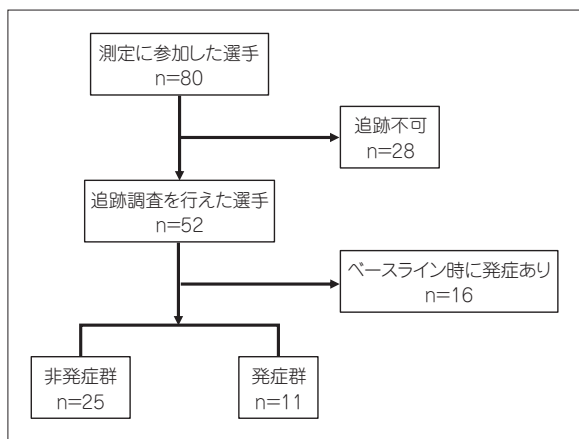 測定に参加した選手
n=80
追跡不可
n=28
追跡調査を行えた選手
n=52
ベースライン時に発症あり
n=16
非発症群
n=25
発症群
n=11